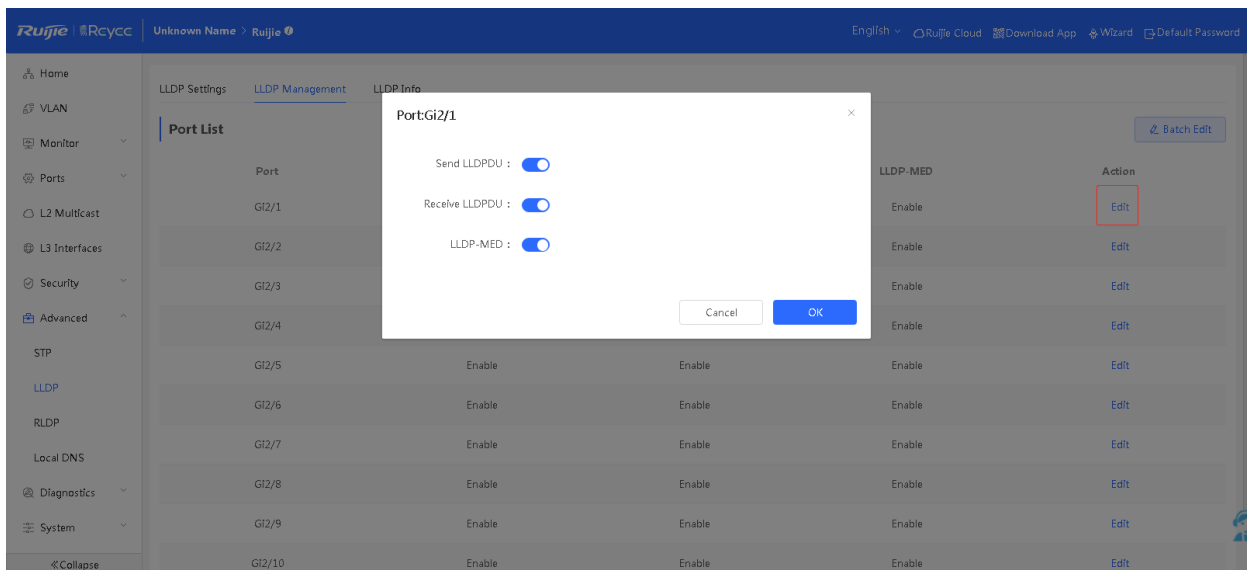 Ruijie Rcycc Unknown Name > Ruijie English Ruijie Cloud Download App Wizard Default Password
Home
VLAN
Monitor
Ports
L2 Multicast
L3 Interfaces
Security
Advanced
STP
LLDP
RLDP
Local DNS
Diagnostics
System
«Collapse
LLDP Settings LLDP Management LLDP Info
Port List Batch Edit
Port LLDP-MED Action
Gi2/1 Enable Edit
Gi2/2 Enable Edit
Gi2/3 Enable Edit
Gi2/4 Enable Edit
Gi2/5 Enable Enable Enable Edit
Gi2/6 Enable Enable Enable Edit
Gi2/7 Enable Enable Enable Edit
Gi2/8 Enable Enable Enable Edit
Gi2/9 Enable Enable Enable Edit
Gi2/10 Enable Enable Enable Edit
Port:Gi2/1 ×
Send LLDPDU :
Receive LLDPDU :
LLDP-MED :
Cancel OK